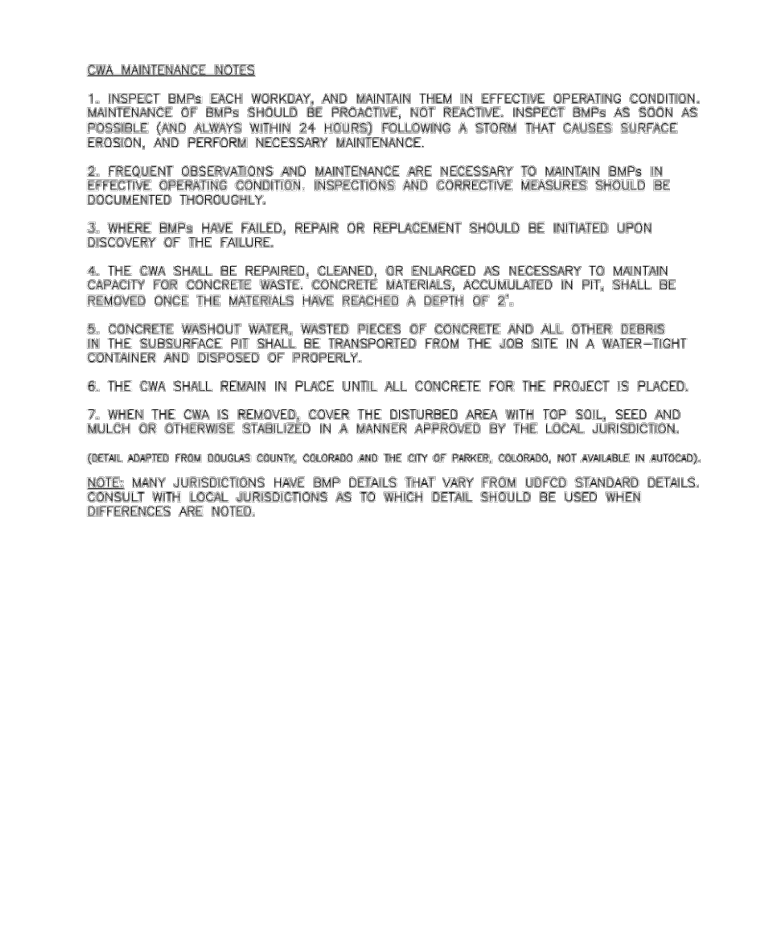 CWA MAINTENANCE NOTES
1. INSPECT BMPs EACH WORKDAY, AND MAINTAIN THEM IN EFFECTIVE OPERATING CONDITION.
MAINTENANCE OF BMPs SHOULD BE PROACTIVE, NOT REACTIVE. INSPECT BMPs AS SOON AS
POSSIBLE (AND ALWAYS WITHIN 24 HOURS) FOLLOWING A STORM THAT CAUSES SURFACE
EROSION, AND PERFORM NECESSARY MAINTENANCE.
2. FREQUENT OBSERVATIONS AND MAINTENANCE ARE NECESSARY TO MAINTAIN BMPs IN
EFFECTIVE OPERATING CONDITION. INSPECTIONS AND CORRECTIVE MEASURES SHOULD BE
DOCUMENTED THOROUGHLY.
3. WHERE BMPs HAVE FAILED, REPAIR OR REPLACEMENT SHOULD BE INITIATED UPON
DISCOVERY OF THE FAILURE.
4. THE CWA SHALL BE REPAIRED, CLEANED, OR ENLARGED AS NECESSARY TO MAINTAIN
CAPACITY FOR CONCRETE WASTE. CONCRETE MATERIALS, ACCUMULATED IN PIT, SHALL BE
REMOVED ONCE THE MATERIALS HAVE REACHED A DEPTH OF 2'.
5. CONCRETE WASHOUT WATER, WASTED PIECES OF CONCRETE AND ALL OTHER DEBRIS
IN THE SUBSURFACE PIT SHALL BE TRANSPORTED FROM THE JOB SITE IN A WATER-TIGHT
CONTAINER AND DISPOSED OF PROPERLY.
6. THE CWA SHALL REMAIN IN PLACE UNTIL ALL CONCRETE FOR THE PROJECT IS PLACED.
7. WHEN THE CWA IS REMOVED, COVER THE DISTURBED AREA WITH TOP SOIL, SEED AND
MULCH OR OTHERWISE STABILIZED IN A MANNER APPROVED BY THE LOCAL JURISDICTION.
(DETAIL ADAPTED FROM DOUGLAS COUNTY, COLORADO AND THE CITY OF PARKER, COLORADO, NOT AVAILABLE IN AUTOCAD).
NOTE: MANY JURISDICTIONS HAVE BMP DETAILS THAT VARY FROM UDFCD STANDARD DETAILS.
CONSULT WITH LOCAL JURISDICTIONS AS TO WHICH DETAIL SHOULD BE USED WHEN
DIFFERENCES ARE NOTED.